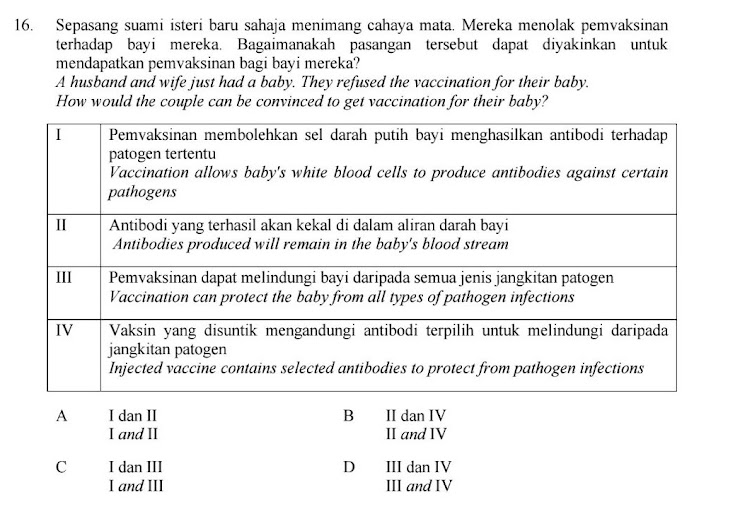 16. Sepasang suami isteri baru sahaja menimang cahaya mata. Mereka menolak pemvaksinan
terhadap bayi mereka. Bagaimanakah pasangan tersebut dapat diyakinkan untuk
mendapatkan pemvaksinan bagi bayi mereka?
A husband and wife just had a baby. They refused the vaccination for their baby.
How would the couple can be convinced to get vaccination for their baby?
I Pemvaksinan membolehkan sel darah putih bayi menghasilkan antibodi terhadap
patogen tertentu
Vaccination allows baby's white blood cells to produce antibodies against certain
pathogens
II Antibodi yang terhasil akan kekal di dalam aliran darah bayi
Antibodies produced will remain in the baby's blood stream
III Pemvaksinan dapat melindungi bayi daripada semua jenis jangkitan patogen
Vaccination can protect the baby from all types of pathogen infections
IV Vaksin yang disuntik mengandungi antibodi terpilih untuk melindungi daripada
jangkitan patogen
Injected vaccine contains selected antibodies to protect from pathogen infections
A I dan II B II dan IV
I and II II and IV
C I dan III D III dan IV
I and III III and IV